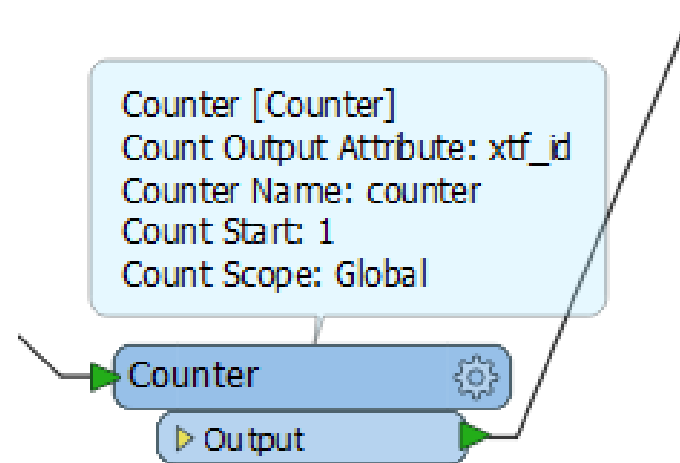 Counter [Counter]
Count Output Attribute: xtf_id
Counter Name: counter
Count Start: 1
Count Scope: Global
Counter
Output